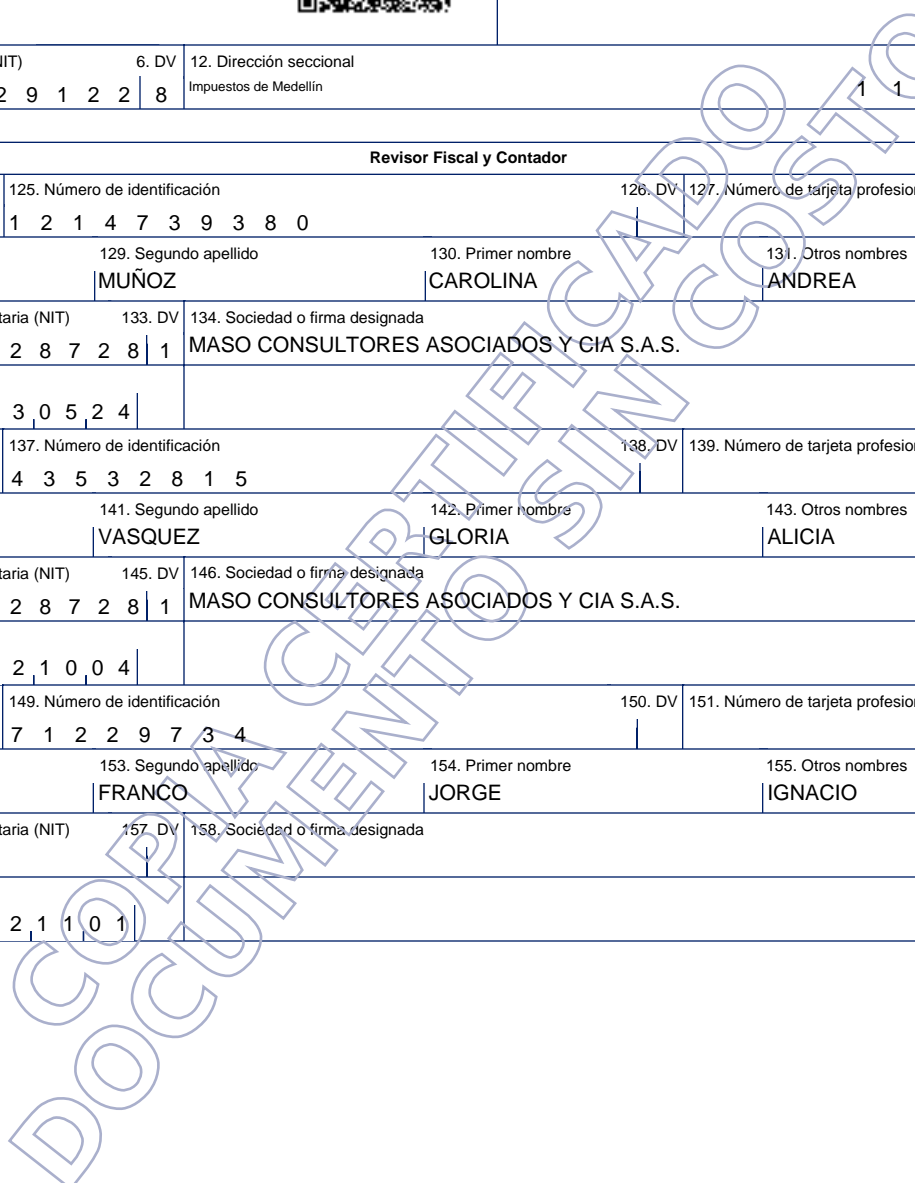 NIT) 6. DV 12. Dirección seccional
2 9 1 2 2 8 Impuestos de Medellín 1 1
Revisor Fiscal y Contador
125. Número de identificación 126. DV 127. Número de tarjeta profesion
1 2 1 4 7 3 9 3 8 0
129. Segundo apellido 130. Primer nombre 131. Otros nombres
MUÑOZ CAROLINA ANDREA
taria (NIT) 133. DV 134. Sociedad o firma designada
2 8 7 2 8 1 MASO CONSULTORES ASOCIADOS Y CIA S.A.S.
3 0 5 2 4
137. Número de identificación 138. DV 139. Número de tarjeta profesion
4 3 5 3 2 8 1 5
141. Segundo apellido 142. Primer nombre 143. Otros nombres
VASQUEZ GLORIA ALICIA
taria (NIT) 145. DV 146. Sociedad o firma designada
2 8 7 2 8 1 MASO CONSULTORES ASOCIADOS Y CIA S.A.S.
2 1 0 0 4
149. Número de identificación 150. DV 151. Número de tarjeta profesion
7 1 2 2 9 7 3 4
153. Segundo apellido 154. Primer nombre 155. Otros nombres
FRANCO JORGE IGNACIO
taria (NIT) 157. DV 158. Sociedad o firma designada
2 1 1 0 1
COPIA CERTIFICADO
DOCUMENTO SIN COSTO